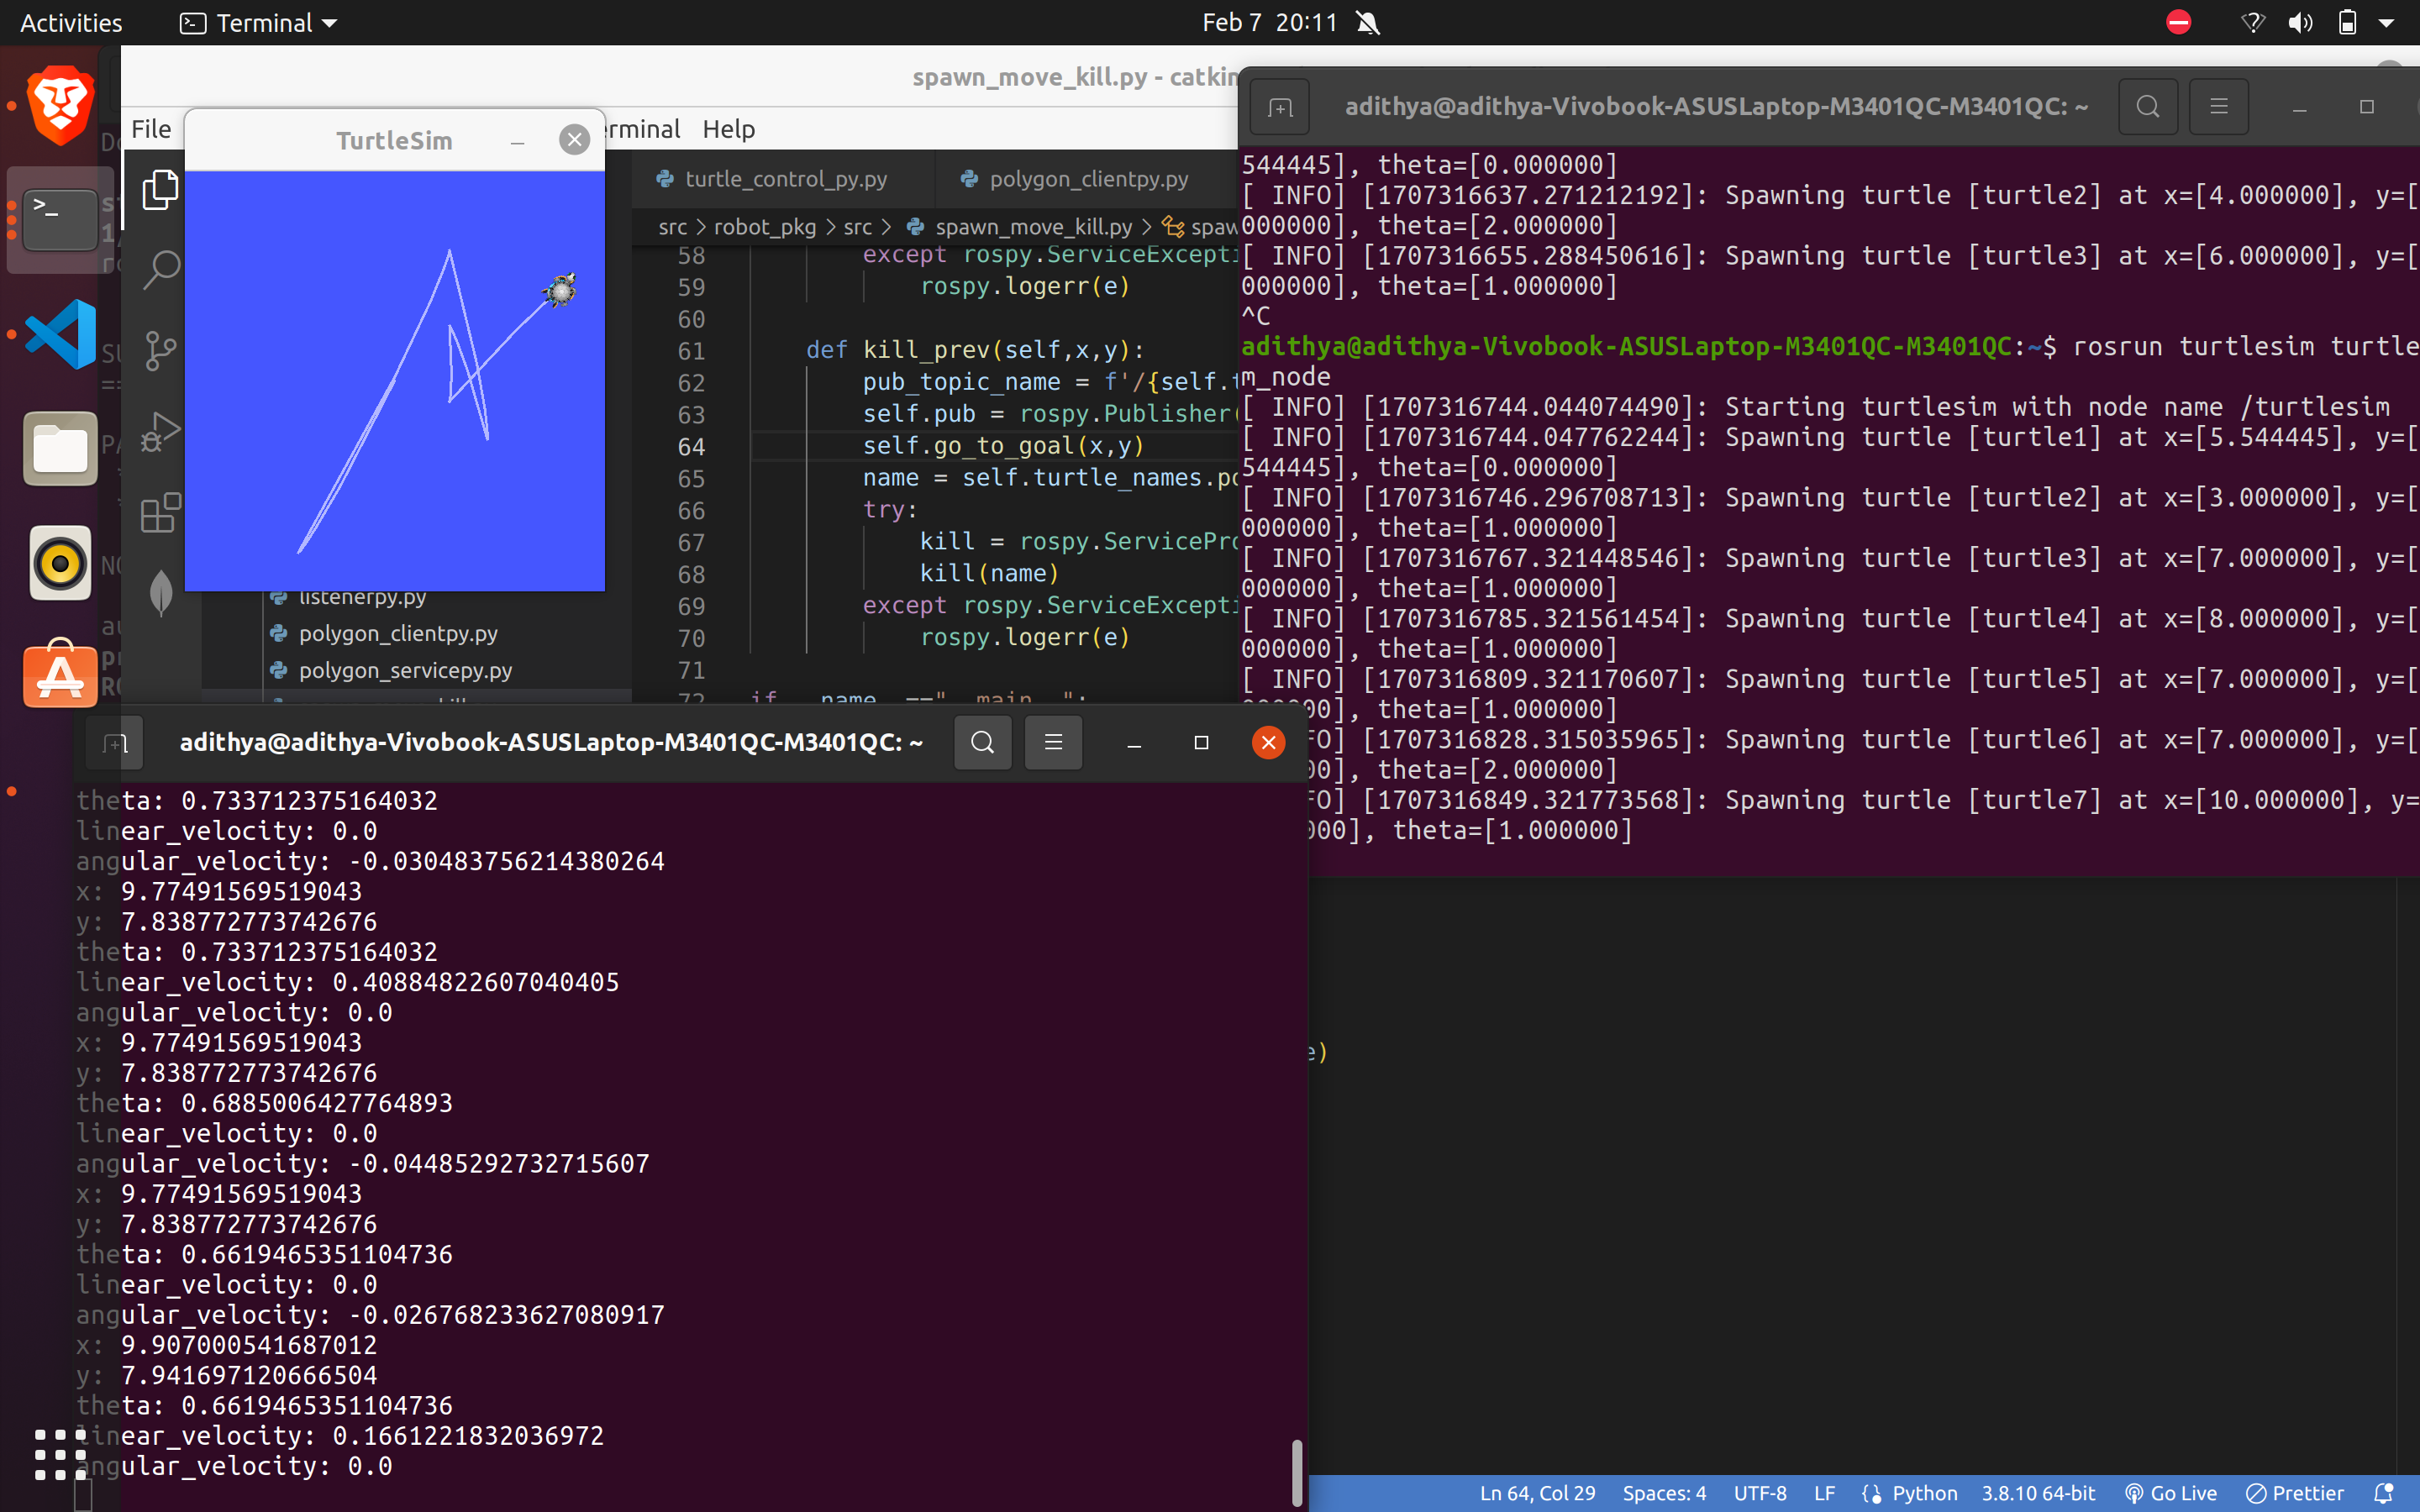 Activities
Terminal
Feb 7 20:11
spawn_move_kill.py - catkin
File
erminal Help
TurtleSim
turtle_control_py.py
polygon_clientpy.py
src > robot_pkg > src > spawn_move_kill.py > spaw
58 except rospy.ServiceExcepti
59 rospy.logerr(e)
60
61 def kill_prev(self,x,y):
62 pub_topic_name = f'/{self.t
63 self.pub = rospy.Publisher(
64 self.go_to_goal(x,y)
65 name = self.turtle_names.po
66 try:
67 kill = rospy.ServicePro
68 kill(name)
69 except rospy.ServiceExcepti
70 rospy.logerr(e)
71
72 if __name__=="__main__":
listenerpy.py
polygon_clientpy.py
polygon_servicepy.py
adithya@adithya-Vivobook-ASUSLaptop-M3401QC-M3401QC: ~
544445], theta=[0.000000]
[ INFO] [1707316637.271212192]: Spawning turtle [turtle2] at x=[4.000000], y=[
000000], theta=[2.000000]
[ INFO] [1707316655.288450616]: Spawning turtle [turtle3] at x=[6.000000], y=[
000000], theta=[1.000000]
^C
adithya@adithya-Vivobook-ASUSLaptop-M3401QC-M3401QC:~$ rosrun turtlesim turtle
m_node
[ INFO] [1707316744.044074490]: Starting turtlesim with node name /turtlesim
[ INFO] [1707316744.047762244]: Spawning turtle [turtle1] at x=[5.544445], y=[
544445], theta=[0.000000]
[ INFO] [1707316746.296708713]: Spawning turtle [turtle2] at x=[3.000000], y=[
000000], theta=[1.000000]
[ INFO] [1707316767.321448546]: Spawning turtle [turtle3] at x=[7.000000], y=[
000000], theta=[1.000000]
[ INFO] [1707316785.321561454]: Spawning turtle [turtle4] at x=[8.000000], y=[
000000], theta=[1.000000]
[ INFO] [1707316809.321170607]: Spawning turtle [turtle5] at x=[7.000000], y=[
000000], theta=[1.000000]
FO] [1707316828.315035965]: Spawning turtle [turtle6] at x=[7.000000], y=[
00], theta=[2.000000]
FO] [1707316849.321773568]: Spawning turtle [turtle7] at x=[10.000000], y=
000], theta=[1.000000]
adithya@adithya-Vivobook-ASUSLaptop-M3401QC-M3401QC: ~
theta: 0.733712375164032
linear_velocity: 0.0
angular_velocity: -0.030483756214380264
x: 9.77491569519043
y: 7.838772773742676
theta: 0.733712375164032
linear_velocity: 0.40884822607040405
angular_velocity: 0.0
x: 9.77491569519043
y: 7.838772773742676
theta: 0.6885006427764893
linear_velocity: 0.0
angular_velocity: -0.04485292732715607
x: 9.77491569519043
y: 7.838772773742676
theta: 0.6619465351104736
linear_velocity: 0.0
angular_velocity: -0.026768233627080917
x: 9.907000541687012
y: 7.941697120666504
theta: 0.6619465351104736
linear_velocity: 0.1661221832036972
angular_velocity: 0.0
e)
Ln 64, Col 29 Spaces: 4 UTF-8 LF Python 3.8.10 64-bit Go Live Prettier